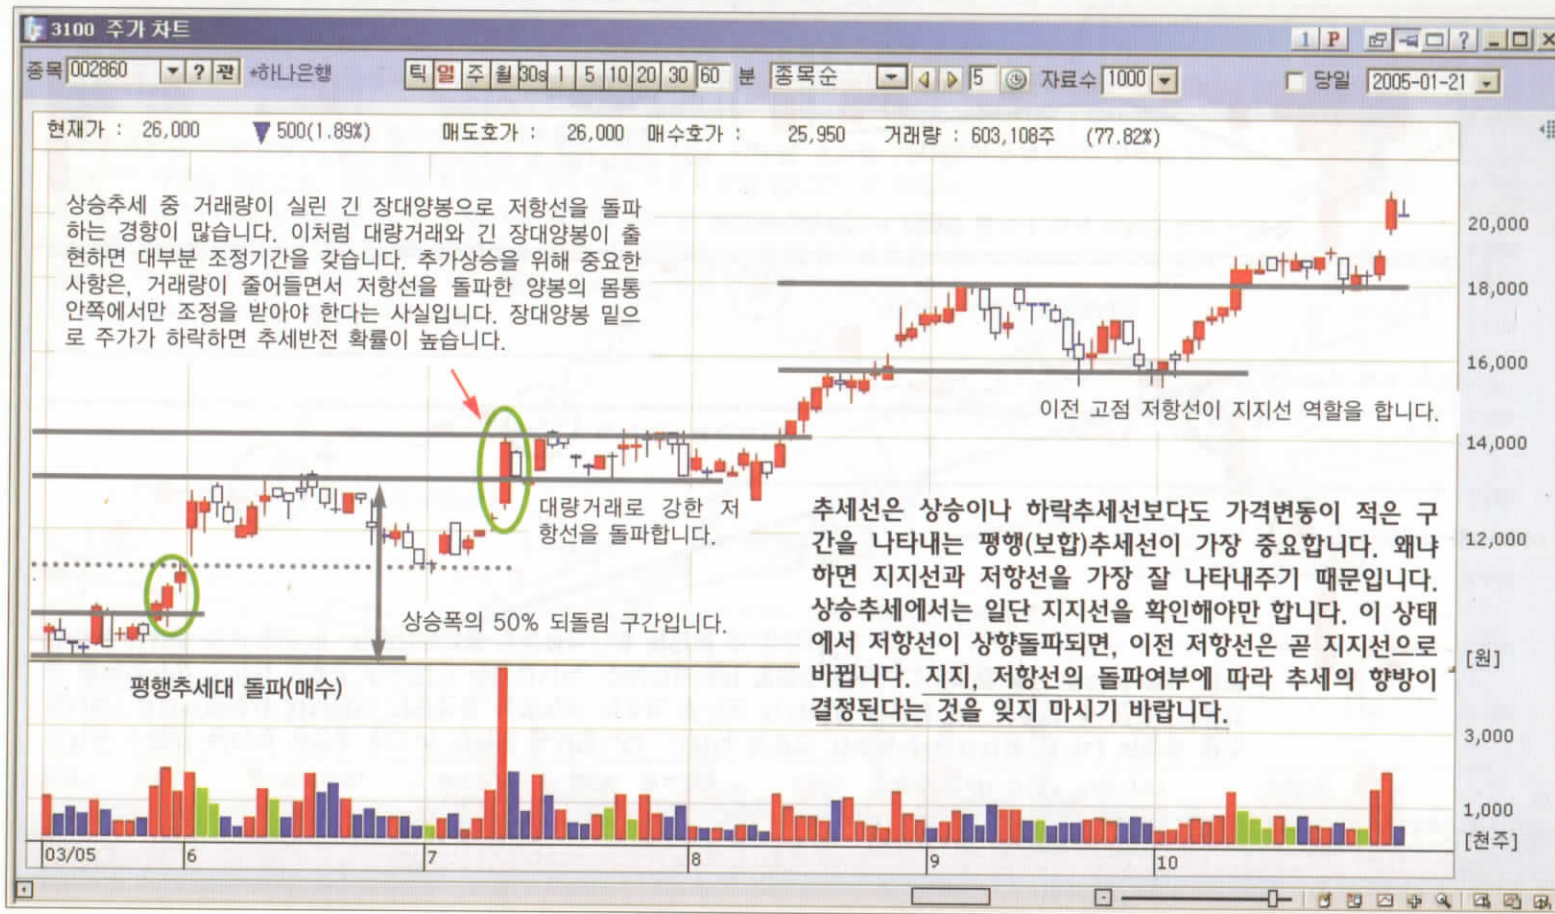 3100 주가 차트
1 P ?
종목 002860 ? 관 *하나은행 틱 일 주 월 30s 1 5 10 20 30 60 분 종목순 5 자료수 1000 당일 2005-01-21
현재가 : 26,000 ▼ 500(1.89%) 매도호가 : 26,000 매수호가 : 25,950 거래량 : 603,108주 (77.82%)
상승추세 중 거래량이 실린 긴 장대양봉으로 저항선을 돌파
하는 경향이 많습니다. 이처럼 대량거래와 긴 장대양봉이 출
현하면 대부분 조정기간을 갖습니다. 추가상승을 위해 중요한
사항은, 거래량이 줄어들면서 저항선을 돌파한 양봉의 몸통
안쪽에서만 조정을 받아야 한다는 사실입니다. 장대양봉 밑으
로 주가가 하락하면 추세반전 확률이 높습니다.
20,000
18,000
16,000
이전 고점 저항선이 지지선 역할을 합니다.
14,000
대량거래로 강한 저
항선을 돌파합니다.
12,000
상승폭의 50% 되돌림 구간입니다.
추세선은 상승이나 하락추세선보다도 가격변동이 적은 구
간을 나타내는 평행(보합)추세선이 가장 중요합니다. 왜냐
하면 지지선과 저항선을 가장 잘 나타내주기 때문입니다.
상승추세에서는 일단 지지선을 확인해야만 합니다. 이 상태
에서 저항선이 상향돌파되면, 이전 저항선은 곧 지지선으로
바뀝니다. 지지, 저항선의 돌파여부에 따라 추세의 향방이
결정된다는 것을 잊지 마시기 바랍니다.
[원]
평행추세대 돌파(매수)
3,000
1,000
[천주]
03/05 6 7 8 9 10